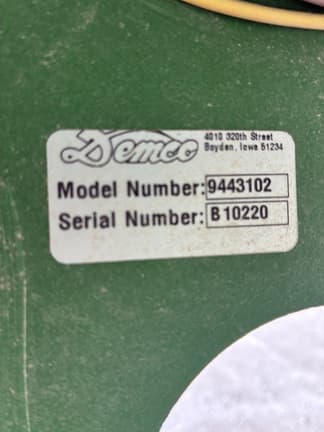 Demco
4010 320th Street
Boyden, Iowa 51234
Model Number: 9443102
Serial Number: B10220